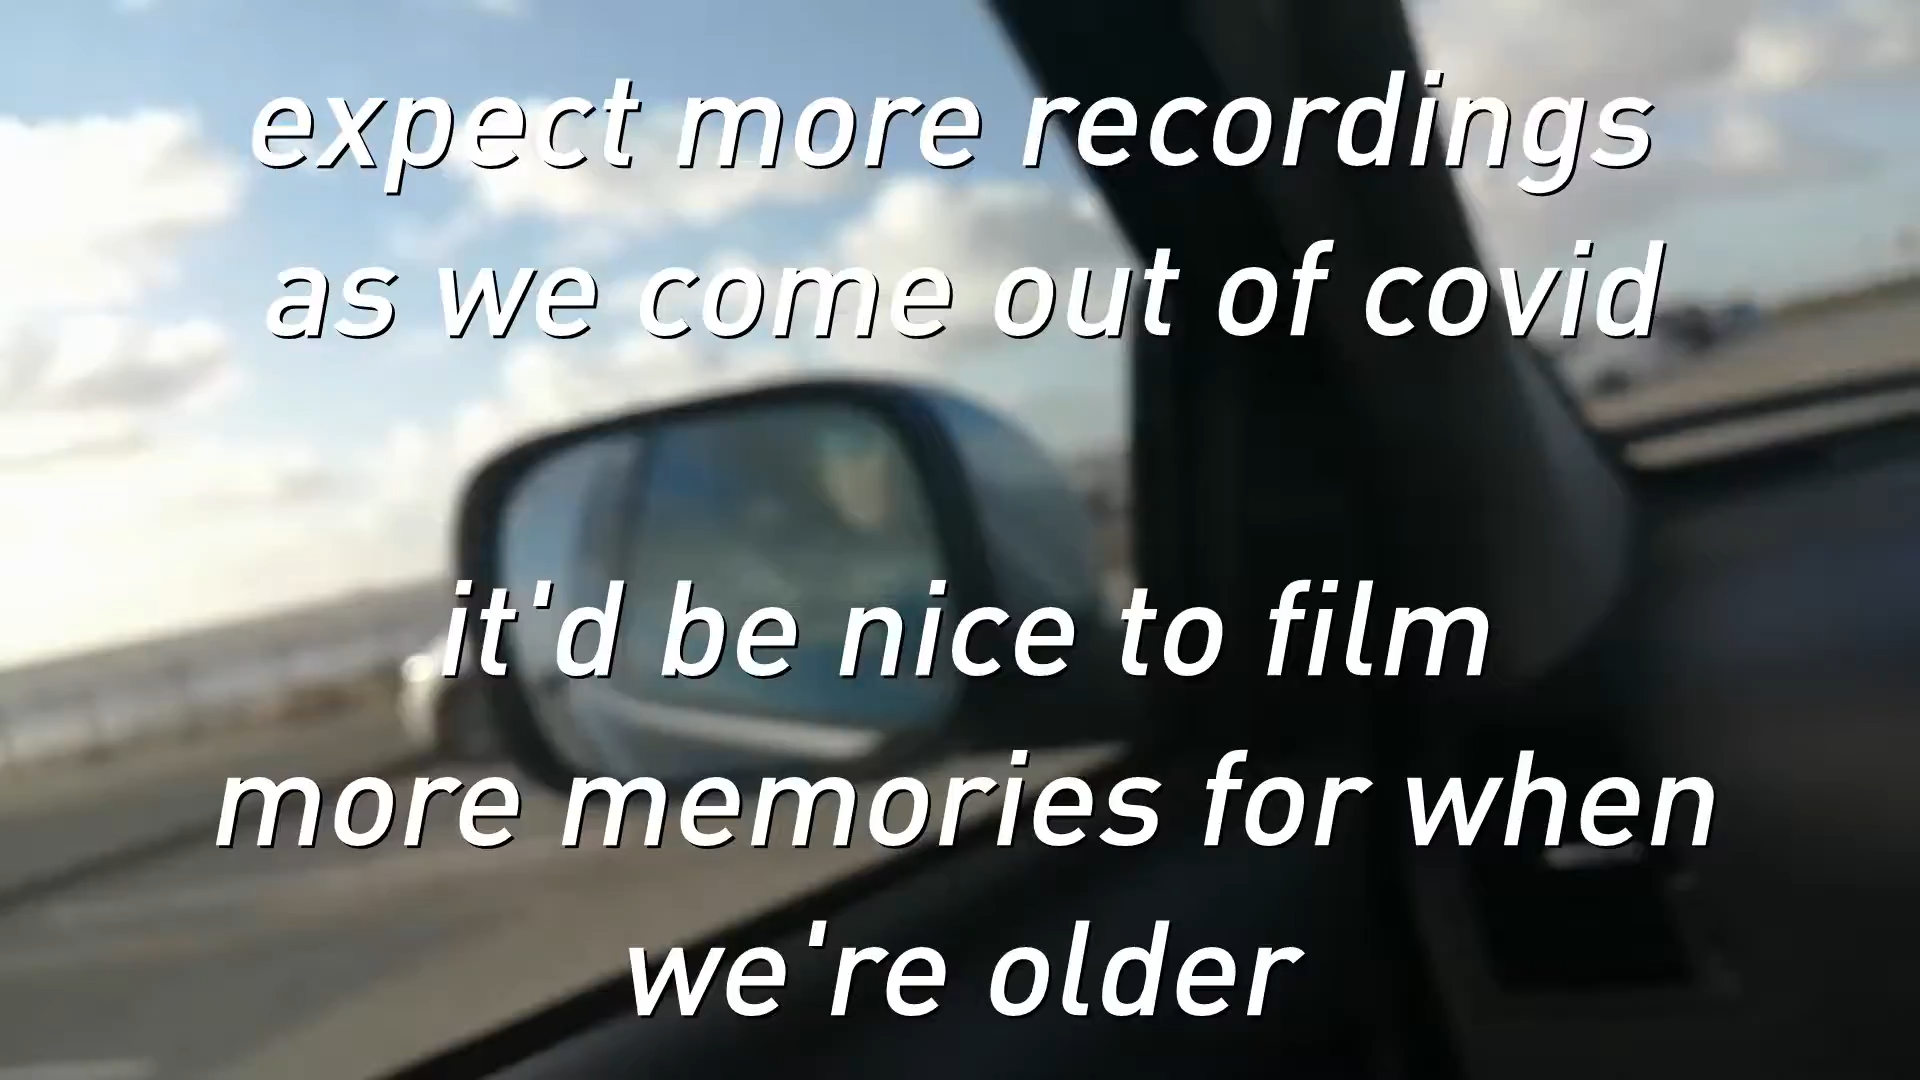 expect more recordings
as we come out of covid
it'd be nice to film
more memories for when
we're older